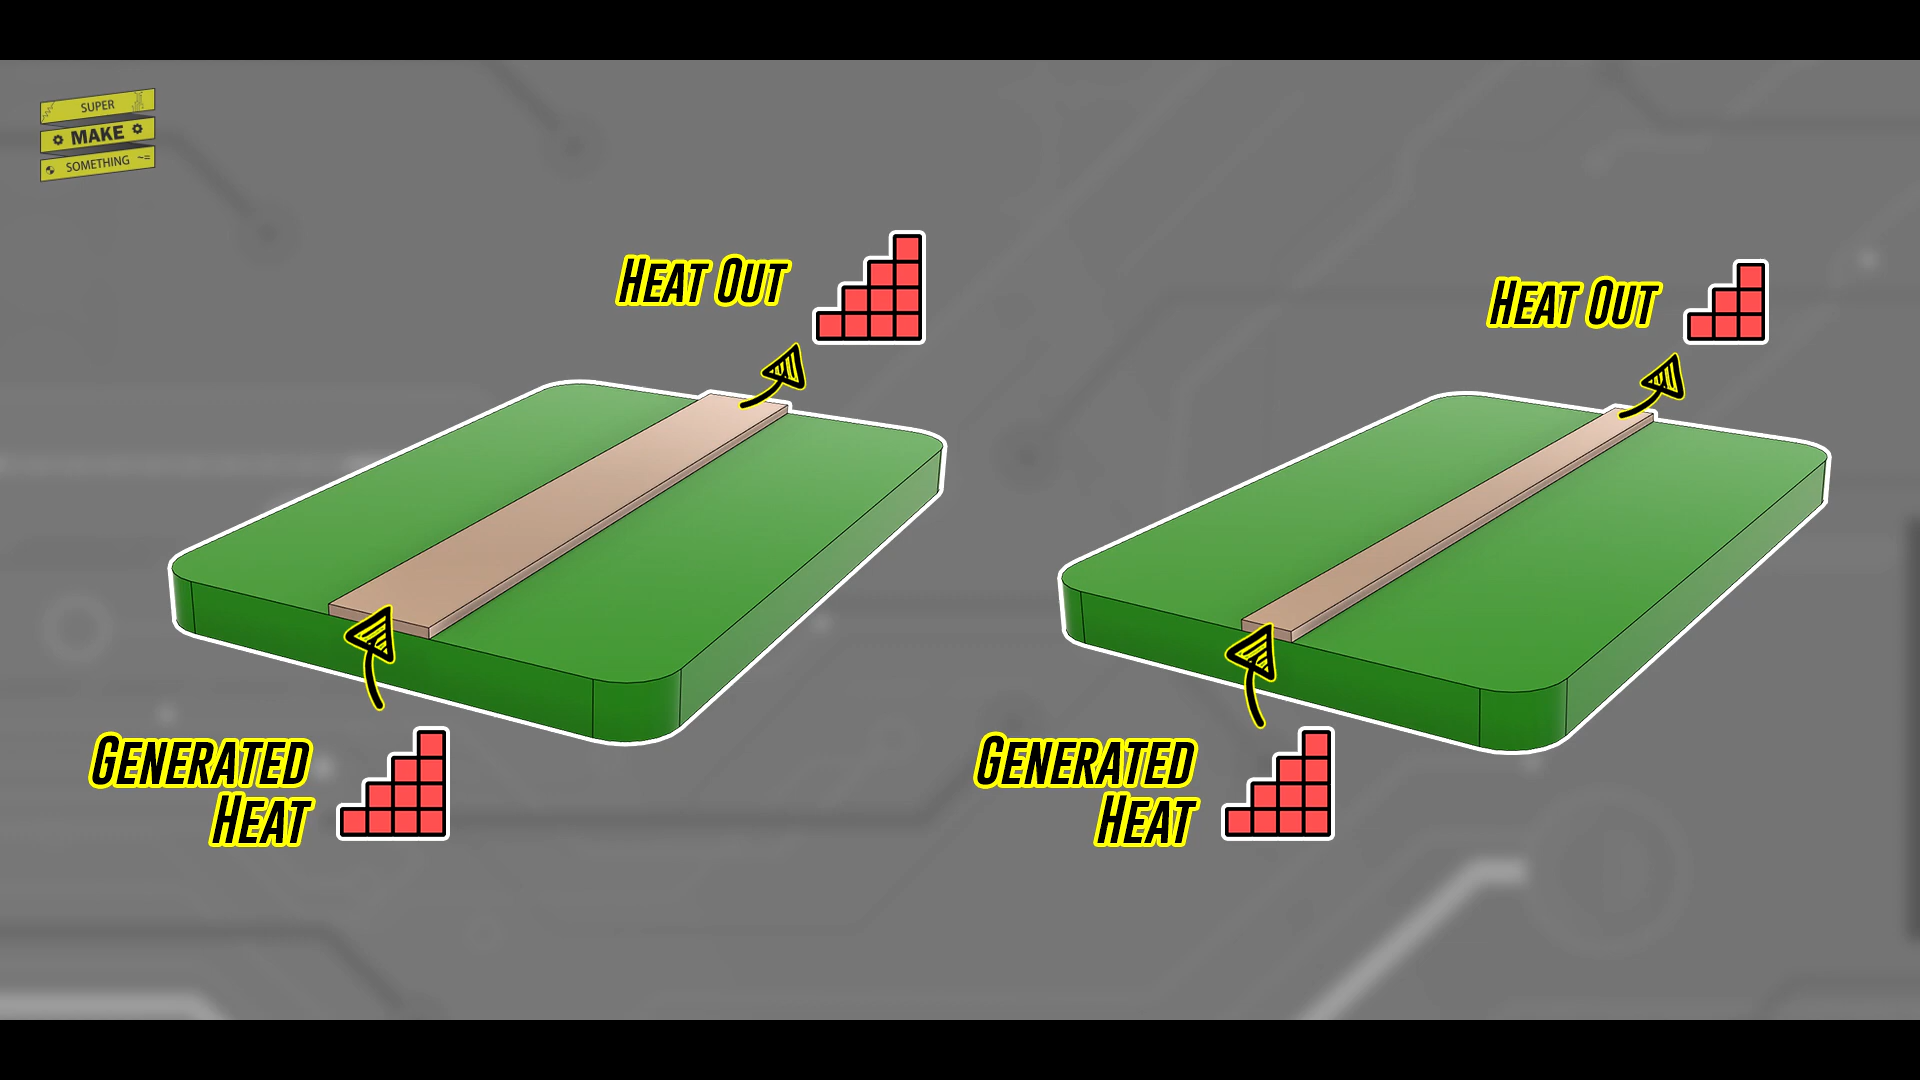 SUPER
MAKE
SOMETHING
HEAT OUT
HEAT OUT
GENERATED
HEAT
GENERATED
HEAT